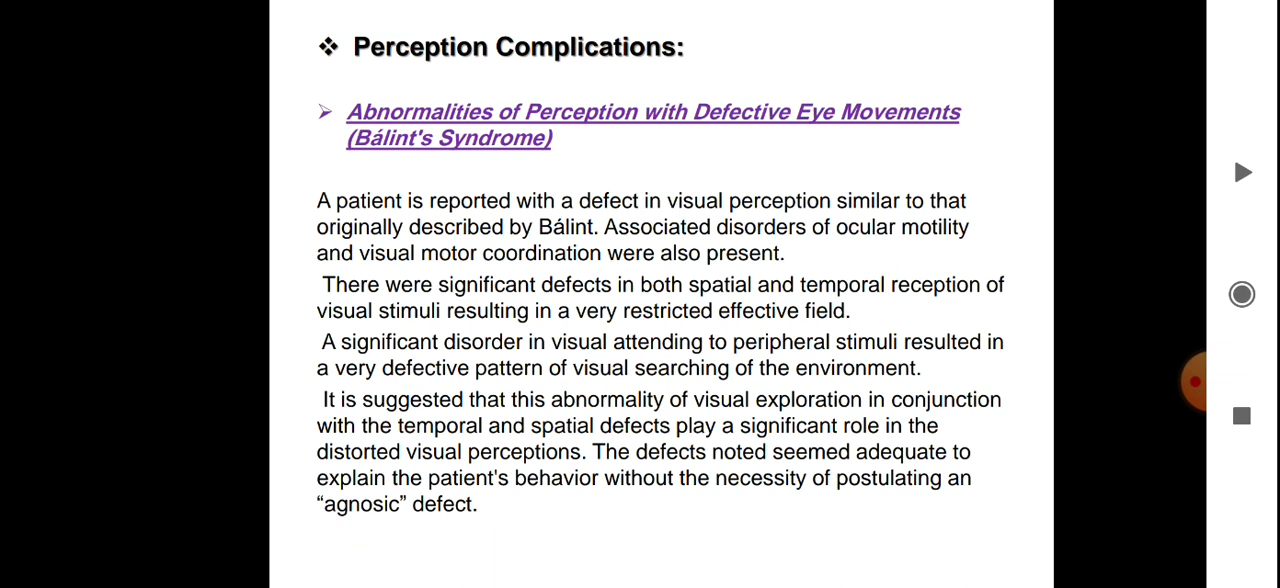 ❖ Perception Complications:
➢ Abnormalities of Perception with Defective Eye Movements
(Bálint's Syndrome)
A patient is reported with a defect in visual perception similar to that
originally described by Bálint. Associated disorders of ocular motility
and visual motor coordination were also present.
There were significant defects in both spatial and temporal reception of
visual stimuli resulting in a very restricted effective field.
A significant disorder in visual attending to peripheral stimuli resulted in
a very defective pattern of visual searching of the environment.
It is suggested that this abnormality of visual exploration in conjunction
with the temporal and spatial defects play a significant role in the
distorted visual perceptions. The defects noted seemed adequate to
explain the patient's behavior without the necessity of postulating an
“agnosic” defect.